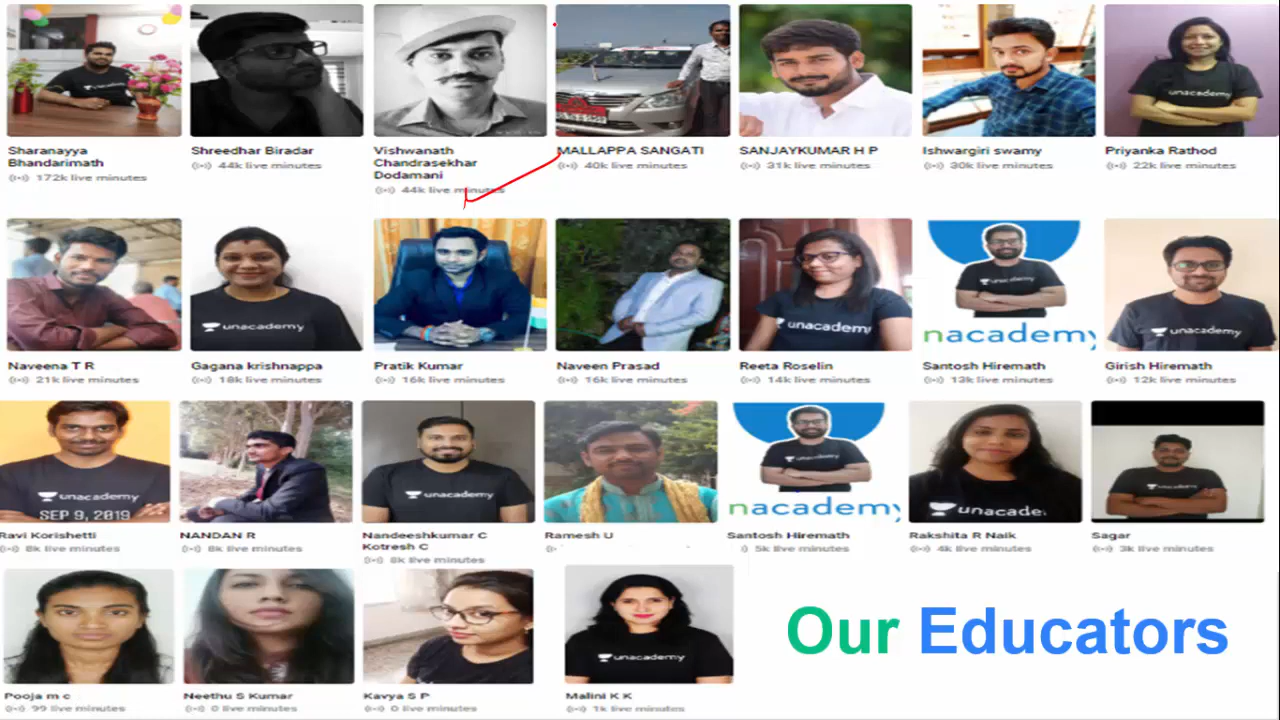 Sharanayya Bhandarimath
172k live minutes
Shreedhar Biradar
44k live minutes
Vishwanath Chandrasekhar Dodamani
44k live minutes
MALLAPPA SANGATI
40k live minutes
SANJAYKUMAR H P
31k live minutes
Ishwargiri swamy
30k live minutes
unacademy
Priyanka Rathod
22k live minutes
Naveena T R
21k live minutes
unacademy
Gagana krishnappa
18k live minutes
Pratik Kumar
16k live minutes
Naveen Prasad
16k live minutes
unacademy
Reeta Roselin
14k live minutes
unacademy
nacademy
Santosh Hiremath
13k live minutes
unacademy
Girish Hiremath
12k live minutes
unacademy
SEP 9, 2019
Ravi Korishetti
8k live minutes
NANDAN R
8k live minutes
unacademy
Nandeeshkumar C
Kotresh C
8k live minutes
Ramesh U
unacademy
nacademy
Santosh Hiremath
5k live minutes
unacade
Rakshita R Naik
4k live minutes
Sagar
3k live minutes
Pooja m c
99 live minutes
Neethu S Kumar
0 live minutes
Kavya S P
0 live minutes
unacademy
Malini K K
1k live minutes
Our Educators